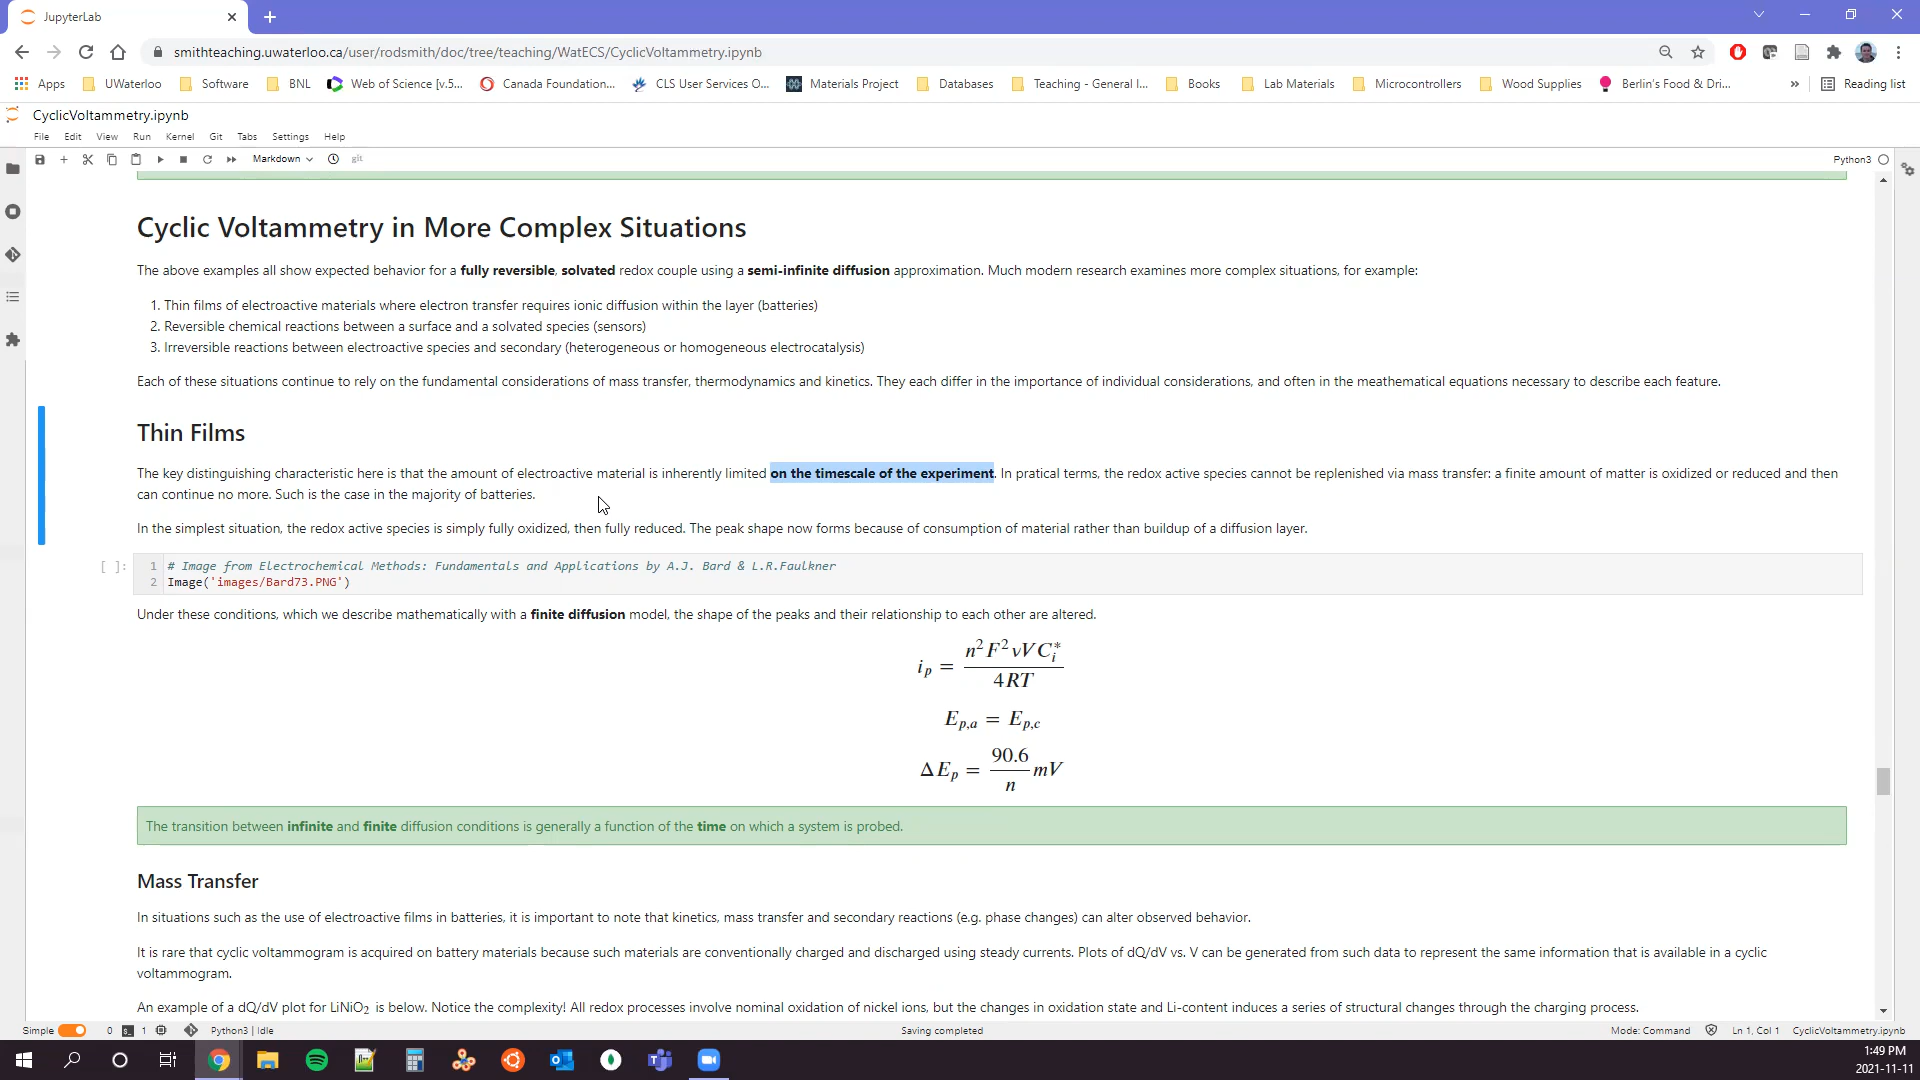 JupyterLab
smithteaching.uwaterloo.ca/user/rodsmith/doc/tree/teaching/WatECS/CyclicVoltammetry.ipynb
Apps UWaterloo Software BNL Web of Science [v.5... Canada Foundation... CLS User Services O... Materials Project Databases Teaching - General I... Books Lab Materials Microcontrollers Wood Supplies Berlin's Food & Dri... » Reading list
CyclicVoltammetry.ipynb
File Edit View Run Kernel Git Tabs Settings Help
Markdown git Python3
Cyclic Voltammetry in More Complex Situations
The above examples all show expected behavior for a fully reversible, solvated redox couple using a semi-infinite diffusion approximation. Much modern research examines more complex situations, for example:
1. Thin films of electroactive materials where electron transfer requires ionic diffusion within the layer (batteries)
2. Reversible chemical reactions between a surface and a solvated species (sensors)
3. Irreversible reactions between electroactive species and secondary (heterogeneous or homogeneous electrocatalysis)
Each of these situations continue to rely on the fundamental considerations of mass transfer, thermodynamics and kinetics. They each differ in the importance of individual considerations, and often in the meathematical equations necessary to describe each feature.
Thin Films
The key distinguishing characteristic here is that the amount of electroactive material is inherently limited on the timescale of the experiment. In pratical terms, the redox active species cannot be replenished via mass transfer: a finite amount of matter is oxidized or reduced and then
can continue no more. Such is the case in the majority of batteries.
In the simplest situation, the redox active species is simply fully oxidized, then fully reduced. The peak shape now forms because of consumption of material rather than buildup of a diffusion layer.
[ ]: 1 # Image from Electrochemical Methods: Fundamentals and Applications by A.J. Bard & L.R.Faulkner
2 Image('images/Bard73.PNG')
Under these conditions, which we describe mathematically with a finite diffusion model, the shape of the peaks and their relationship to each other are altered.
i_p = n²F²νVC_i* / 4RT
E_p,a = E_p,c
ΔE_p = 90.6/n mV
The transition between infinite and finite diffusion conditions is generally a function of the time on which a system is probed.
Mass Transfer
In situations such as the use of electroactive films in batteries, it is important to note that kinetics, mass transfer and secondary reactions (e.g. phase changes) can alter observed behavior.
It is rare that cyclic voltammogram is acquired on battery materials because such materials are conventionally charged and discharged using steady currents. Plots of dQ/dV vs. V can be generated from such data to represent the same information that is available in a cyclic
voltammogram.
An example of a dQ/dV plot for LiNiO₂ is below. Notice the complexity! All redox processes involve nominal oxidation of nickel ions, but the changes in oxidation state and Li-content induces a series of structural changes through the charging process.
Simple 0 1 Python3 | Idle Saving completed Mode: Command Ln 1, Col 1 CyclicVoltammetry.ipynb
1:49 PM
2021-11-11